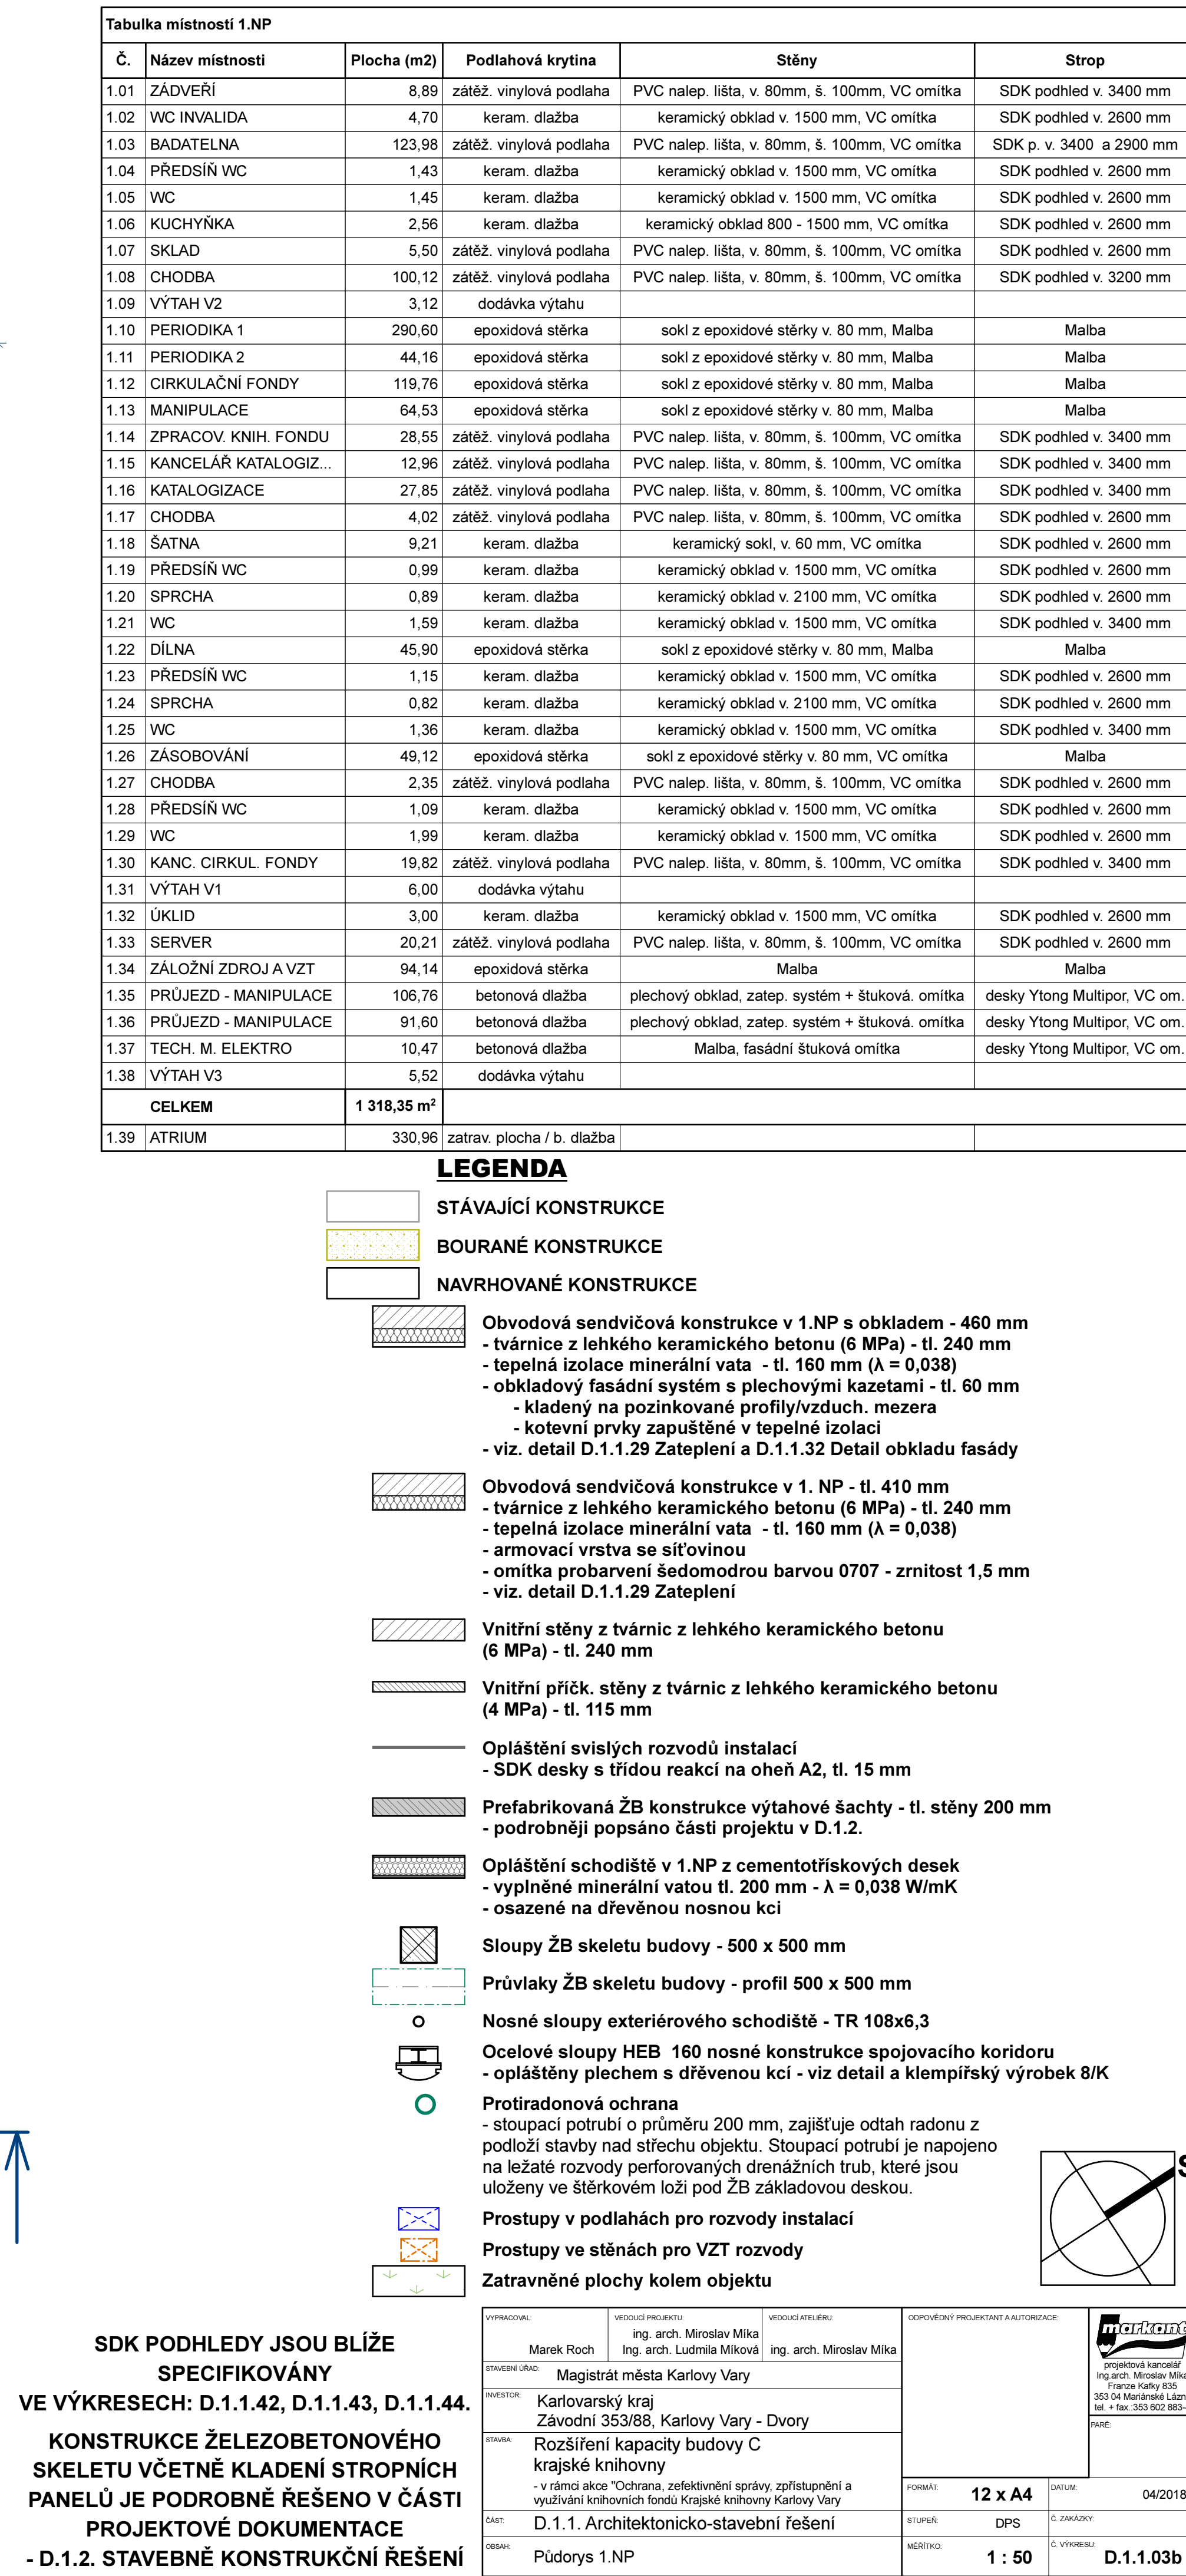 Tabulka místností 1.NP
Č. Název místnosti Plocha (m2) Podlahová krytina Stěny Strop
1.01 ZÁDVEŘÍ 8,89 zátěž. vinylová podlaha PVC nalep. lišta, v. 80mm, š. 100mm, VC omítka SDK podhled v. 3400 mm
1.02 WC INVALIDA 4,70 keram. dlažba keramický obklad v. 1500 mm, VC omítka SDK podhled v. 2600 mm
1.03 BADATELNA 123,98 zátěž. vinylová podlaha PVC nalep. lišta, v. 80mm, š. 100mm, VC omítka SDK p. v. 3400 a 2900 mm
1.04 PŘEDSÍŇ WC 1,43 keram. dlažba keramický obklad v. 1500 mm, VC omítka SDK podhled v. 2600 mm
1.05 WC 1,45 keram. dlažba keramický obklad v. 1500 mm, VC omítka SDK podhled v. 2600 mm
1.06 KUCHYŇKA 2,56 keram. dlažba keramický obklad 800 - 1500 mm, VC omítka SDK podhled v. 2600 mm
1.07 SKLAD 5,50 zátěž. vinylová podlaha PVC nalep. lišta, v. 80mm, š. 100mm, VC omítka SDK podhled v. 2600 mm
1.08 CHODBA 100,12 zátěž. vinylová podlaha PVC nalep. lišta, v. 80mm, š. 100mm, VC omítka SDK podhled v. 3200 mm
1.09 VÝTAH V2 3,12 dodávka výtahu
1.10 PERIODIKA 1 290,60 epoxidová stěrka sokl z epoxidové stěrky v. 80 mm, Malba Malba
1.11 PERIODIKA 2 44,16 epoxidová stěrka sokl z epoxidové stěrky v. 80 mm, Malba Malba
1.12 CIRKULAČNÍ FONDY 119,76 epoxidová stěrka sokl z epoxidové stěrky v. 80 mm, Malba Malba
1.13 MANIPULACE 64,53 epoxidová stěrka sokl z epoxidové stěrky v. 80 mm, Malba Malba
1.14 ZPRACOV. KNIH. FONDU 28,55 zátěž. vinylová podlaha PVC nalep. lišta, v. 80mm, š. 100mm, VC omítka SDK podhled v. 3400 mm
1.15 KANCELÁŘ KATALOGIZ... 12,96 zátěž. vinylová podlaha PVC nalep. lišta, v. 80mm, š. 100mm, VC omítka SDK podhled v. 3400 mm
1.16 KATALOGIZACE 27,85 zátěž. vinylová podlaha PVC nalep. lišta, v. 80mm, š. 100mm, VC omítka SDK podhled v. 3400 mm
1.17 CHODBA 4,02 zátěž. vinylová podlaha PVC nalep. lišta, v. 80mm, š. 100mm, VC omítka SDK podhled v. 2600 mm
1.18 ŠATNA 9,21 keram. dlažba keramický sokl, v. 60 mm, VC omítka SDK podhled v. 2600 mm
1.19 PŘEDSÍŇ WC 0,99 keram. dlažba keramický obklad v. 1500 mm, VC omítka SDK podhled v. 2600 mm
1.20 SPRCHA 0,89 keram. dlažba keramický obklad v. 2100 mm, VC omítka SDK podhled v. 2600 mm
1.21 WC 1,59 keram. dlažba keramický obklad v. 1500 mm, VC omítka SDK podhled v. 3400 mm
1.22 DÍLNA 45,90 epoxidová stěrka sokl z epoxidové stěrky v. 80 mm, Malba Malba
1.23 PŘEDSÍŇ WC 1,15 keram. dlažba keramický obklad v. 1500 mm, VC omítka SDK podhled v. 2600 mm
1.24 SPRCHA 0,82 keram. dlažba keramický obklad v. 2100 mm, VC omítka SDK podhled v. 2600 mm
1.25 WC 1,36 keram. dlažba keramický obklad v. 1500 mm, VC omítka SDK podhled v. 3400 mm
1.26 ZÁSOBOVÁNÍ 49,12 epoxidová stěrka sokl z epoxidové stěrky v. 80 mm, VC omítka Malba
1.27 CHODBA 2,35 zátěž. vinylová podlaha PVC nalep. lišta, v. 80mm, š. 100mm, VC omítka SDK podhled v. 2600 mm
1.28 PŘEDSÍŇ WC 1,09 keram. dlažba keramický obklad v. 1500 mm, VC omítka SDK podhled v. 2600 mm
1.29 WC 1,99 keram. dlažba keramický obklad v. 1500 mm, VC omítka SDK podhled v. 2600 mm
1.30 KANC. CIRKUL. FONDY 19,82 zátěž. vinylová podlaha PVC nalep. lišta, v. 80mm, š. 100mm, VC omítka SDK podhled v. 3400 mm
1.31 VÝTAH V1 6,00 dodávka výtahu
1.32 ÚKLID 3,00 keram. dlažba keramický obklad v. 1500 mm, VC omítka SDK podhled v. 2600 mm
1.33 SERVER 20,21 zátěž. vinylová podlaha PVC nalep. lišta, v. 80mm, š. 100mm, VC omítka SDK podhled v. 2600 mm
1.34 ZÁLOŽNÍ ZDROJ A VZT 94,14 epoxidová stěrka Malba Malba
1.35 PRŮJEZD - MANIPULACE 106,76 betonová dlažba plechový obklad, zatep. systém + štuková. omítka desky Ytong Multipor, VC om.
1.36 PRŮJEZD - MANIPULACE 91,60 betonová dlažba plechový obklad, zatep. systém + štuková. omítka desky Ytong Multipor, VC om.
1.37 TECH. M. ELEKTRO 10,47 betonová dlažba Malba, fasádní štuková omítka desky Ytong Multipor, VC om.
1.38 VÝTAH V3 5,52 dodávka výtahu
CELKEM 1 318,35 m²
1.39 ATRIUM 330,96 zatrav. plocha / b. dlažba
LEGENDA
STÁVAJÍCÍ KONSTRUKCE
BOURANÉ KONSTRUKCE
NAVRHOVANÉ KONSTRUKCE
Obvodová sendvičová konstrukce v 1.NP s obkladem - 460 mm
- tvárnice z lehkého keramického betonu (6 MPa) - tl. 240 mm
- tepelná izolace minerální vata - tl. 160 mm (λ = 0,038)
- obkladový fasádní systém s plechovými kazetami - tl. 60 mm
- kladený na pozinkované profily/vzduch. mezera
- kotevní prvky zapuštěné v tepelné izolaci
- viz. detail D.1.1.29 Zateplení a D.1.1.32 Detail obkladu fasády
Obvodová sendvičová konstrukce v 1. NP - tl. 410 mm
- tvárnice z lehkého keramického betonu (6 MPa) - tl. 240 mm
- tepelná izolace minerální vata - tl. 160 mm (λ = 0,038)
- armovací vrstva se síťovinou
- omítka probarvení šedomodrou barvou 0707 - zrnitost 1,5 mm
- viz. detail D.1.1.29 Zateplení
Vnitřní stěny z tvárnic z lehkého keramického betonu
(6 MPa) - tl. 240 mm
Vnitřní příčk. stěny z tvárnic z lehkého keramického betonu
(4 MPa) - tl. 115 mm
Opláštění svislých rozvodů instalací
- SDK desky s třídou reakcí na oheň A2, tl. 15 mm
Prefabrikovaná ŽB konstrukce výtahové šachty - tl. stěny 200 mm
- podrobněji popsáno části projektu v D.1.2.
Opláštění schodiště v 1.NP z cementotřískových desek
- vyplněné minerální vatou tl. 200 mm - λ = 0,038 W/mK
- osazené na dřevěnou nosnou kci
Sloupy ŽB skeletu budovy - 500 x 500 mm
Průvlaky ŽB skeletu budovy - profil 500 x 500 mm
Nosné sloupy exteriérového schodiště - TR 108x6,3
Ocelové sloupy HEB 160 nosné konstrukce spojovacího koridoru
- opláštěny plechem s dřěvenou kcí - viz detail a klempířský výrobek 8/K
Protiradonová ochrana
- stoupací potrubí o průměru 200 mm, zajišťuje odtah radonu z
podloží stavby nad střechu objektu. Stoupací potrubí je napojeno
na ležaté rozvody perforovaných drenážních trub, které jsou
uloženy ve štěrkovém loži pod ŽB základovou deskou.
S
Prostupy v podlahách pro rozvody instalací
Prostupy ve stěnách pro VZT rozvody
Zatravněné plochy kolem objektu
SDK PODHLEDY JSOU BLÍŽE
SPECIFIKOVÁNY
VE VÝKRESECH: D.1.1.42, D.1.1.43, D.1.1.44.
KONSTRUKCE ŽELEZOBETONOVÉHO
SKELETU VČETNĚ KLADENÍ STROPNÍCH
PANELŮ JE PODROBNĚ ŘEŠENO V ČÁSTI
PROJEKTOVÉ DOKUMENTACE
- D.1.2. STAVEBNĚ KONSTRUKČNÍ ŘEŠENÍ
VYPRACOVAL: VEDOUCÍ PROJEKTU: VEDOUCÍ ATELIÉRU: ODPOVĚDNÝ PROJEKTANT A AUTORIZACE:
ing. arch. Miroslav Míka
Marek Roch Ing. arch. Ludmila Míková ing. arch. Miroslav Míka
markant
projektová kancelář
Ing.arch. Miroslav Míka
Franze Kafky 835
353 04 Mariánské Lázn
tel. + fax.:353 602 883-
PARÉ:
STAVEBNÍ ÚŘAD: Magistrát města Karlovy Vary
INVESTOR: Karlovarský kraj
Závodní 353/88, Karlovy Vary - Dvory
STAVBA: Rozšíření kapacity budovy C
krajské knihovny
- v rámci akce "Ochrana, zefektivnění správy, zpřístupnění a
využívání knihovních fondů Krajské knihovny Karlovy Vary
FORMÁT: 12 x A4 DATUM: 04/2018
ČÁST: D.1.1. Architektonicko-stavební řešení STUPEŇ: DPS Č. ZAKÁZKY:
OBSAH: Půdorys 1.NP MĚŘÍTKO: 1 : 50 Č. VÝKRESU: D.1.1.03b